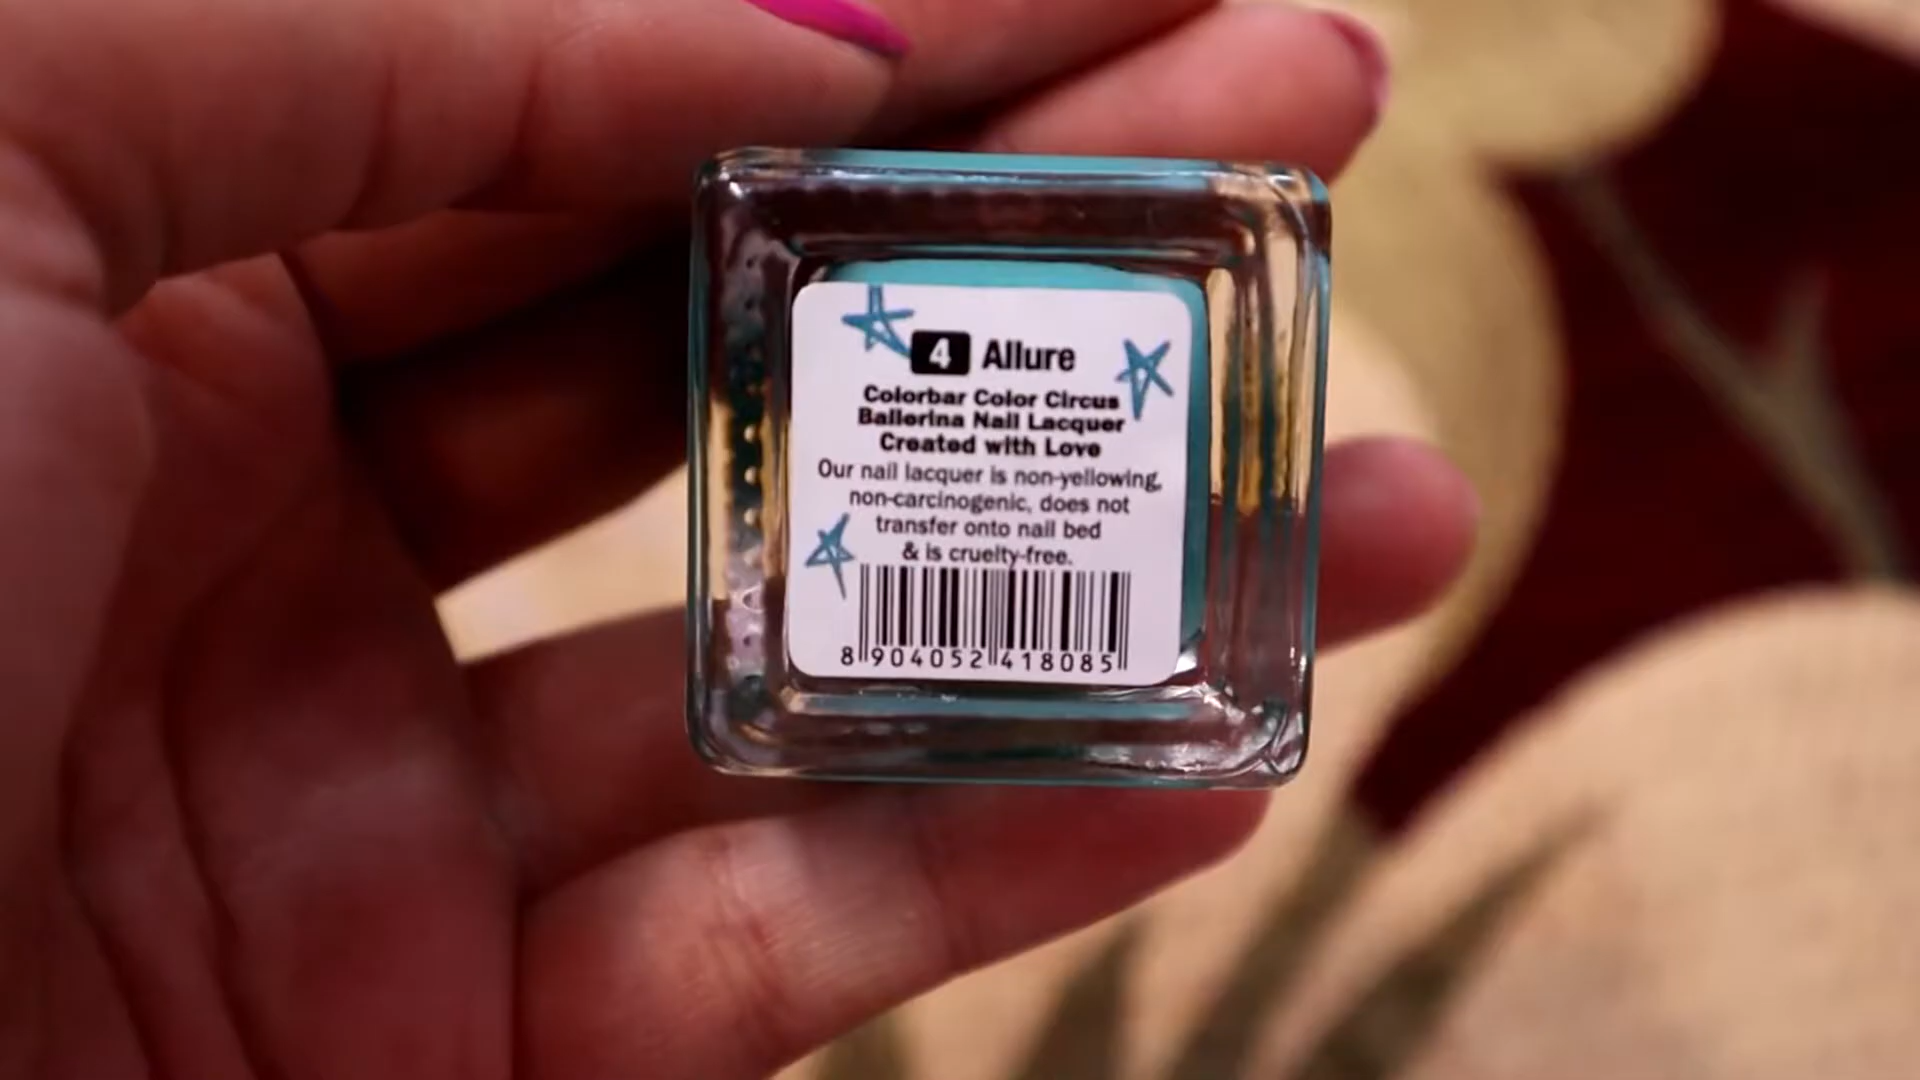 4 Allure
Colorbar Color Circus
Ballerina Nail Lacquer
Created with Love
Our nail lacquer is non-yellowing,
non-carcinogenic, does not
transfer onto nail bed
& is cruelty-free.
8 904052 418085